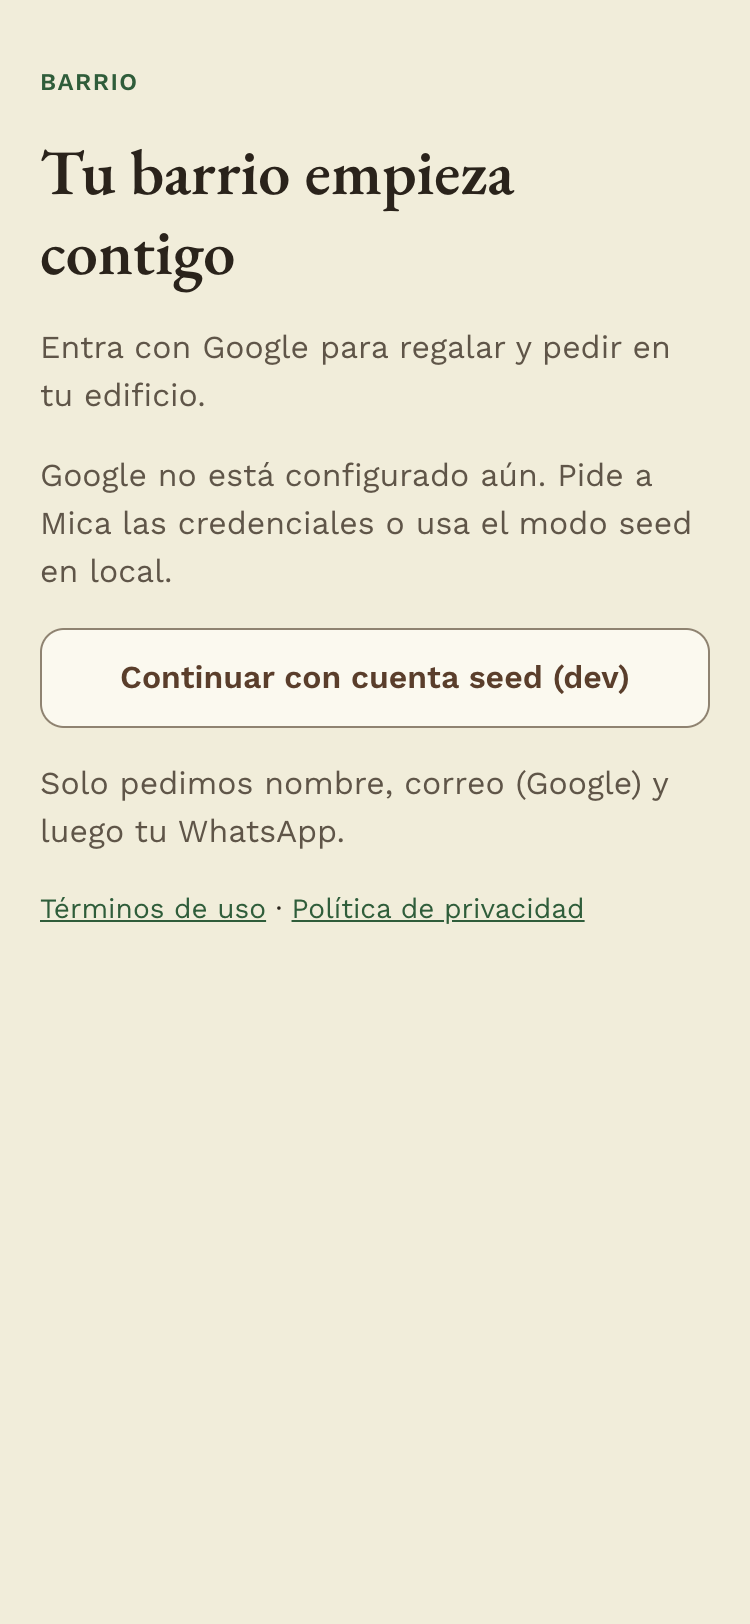 BARRIO
Tu barrio empieza
contigo
Entra con Google para regalar y pedir en
tu edificio.
Google no está configurado aún. Pide a
Mica las credenciales o usa el modo seed
en local.
Continuar con cuenta seed (dev)
Solo pedimos nombre, correo (Google) y
luego tu WhatsApp.
Términos de uso · Política de privacidad